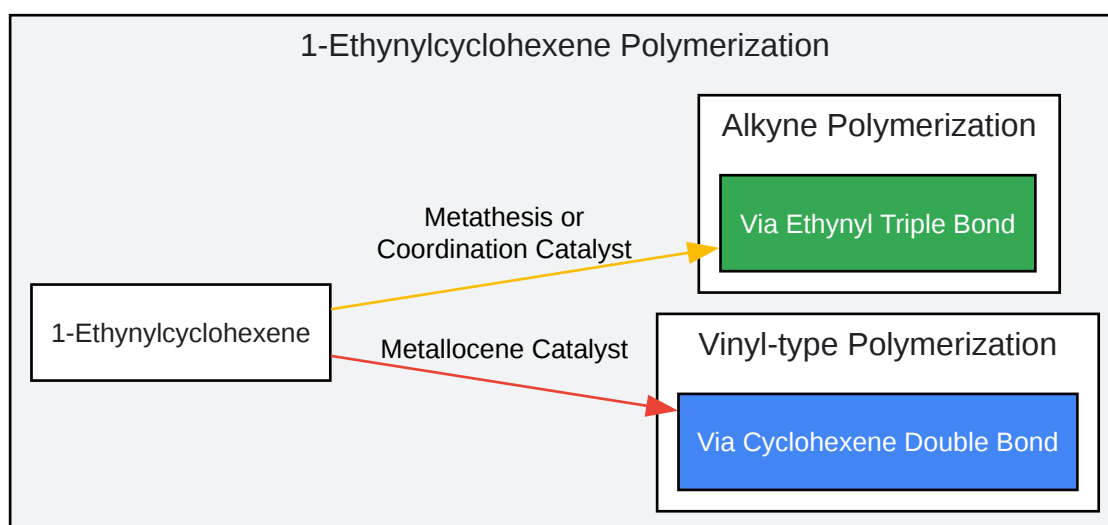 1-Ethynylcyclohexene Polymerization
Alkyne Polymerization
Via Ethynyl Triple Bond
Metathesis or
Coordination Catalyst
1-Ethynylcyclohexene
Metallocene Catalyst
Vinyl-type Polymerization
Via Cyclohexene Double Bond